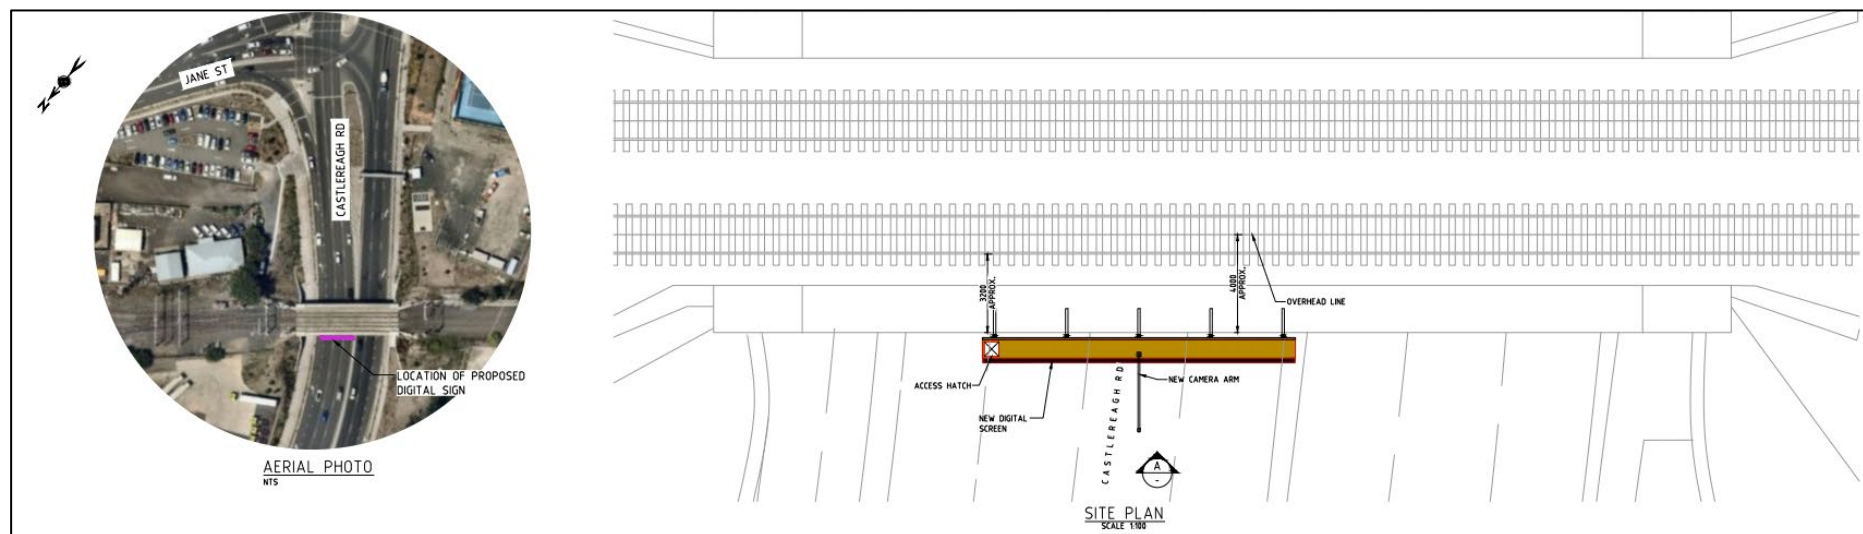 N
JANE ST
CASTLEREAGH RD
LOCATION OF PROPOSED
DIGITAL SIGN
AERIAL PHOTO
NTS
3200
APPROX..
4000
APPROX..
OVERHEAD LINE
ACCESS HATCH
NEW CAMERA ARM
NEW DIGITAL
SCREEN
CASTLEREAGH RD
A
-
SITE PLAN
SCALE 1:100